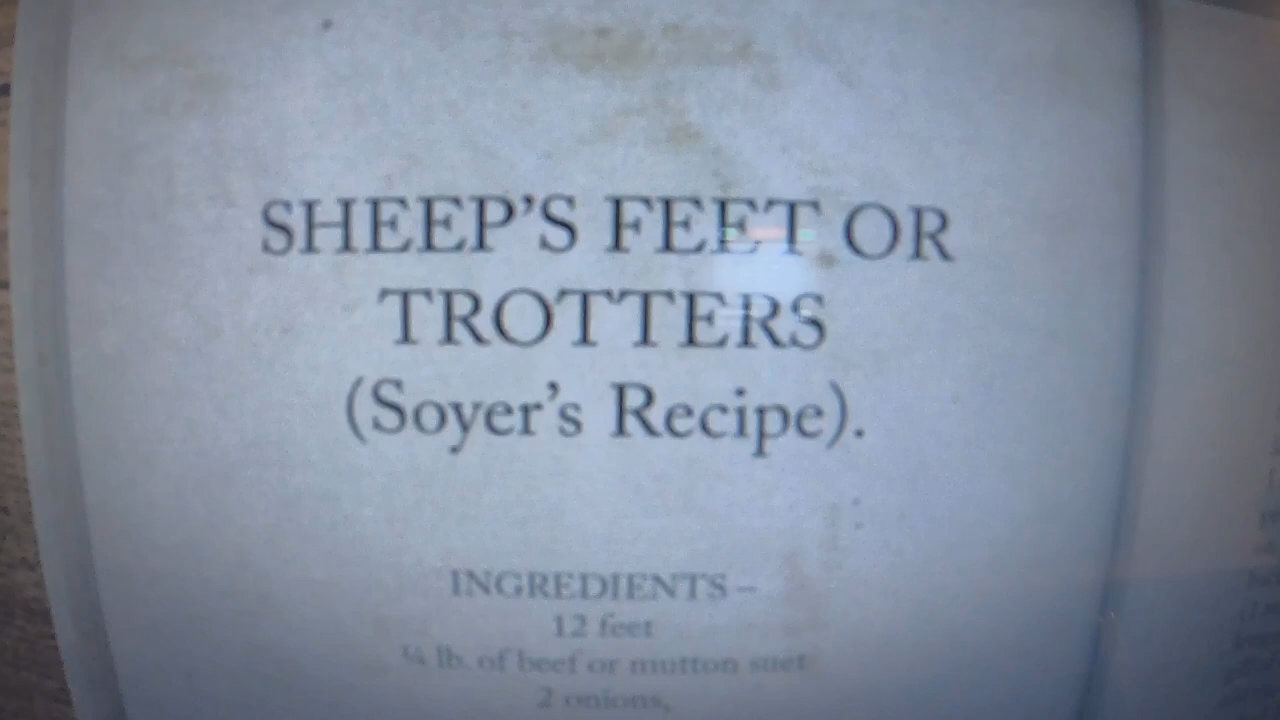 SHEEP'S FEET OR
TROTTERS
(Soyer's Recipe).
INGREDIENTS –
12 feet
¼ lb. of beef or mutton suet
2 onions,